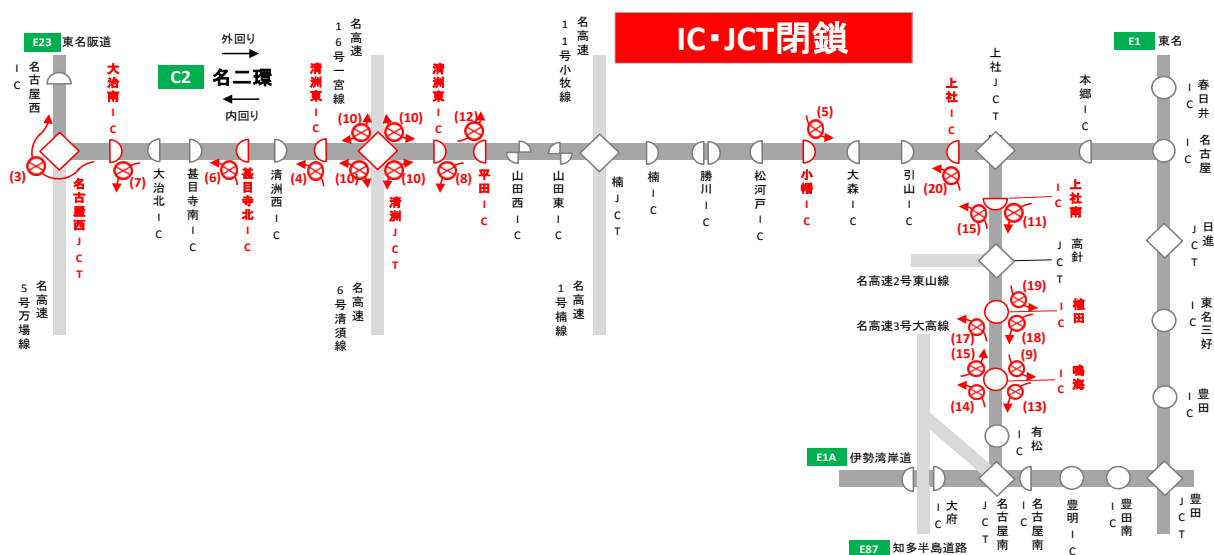 IC・JCT閉鎖
E23 東名阪道
外回り
C2 名二環
内回り
名高速
16号一宮線
名高速
11号小牧線
E1 東名
名古屋西IC
大治南IC
清洲東IC
清洲東IC
上社IC
上社JCT
本郷IC
春日井IC
(10)
(10)
(12)
(5)
(3)
(7)
(6)
(4)
(10)
(10)
(8)
(20)
名古屋IC
名古屋西JCT
大治北IC
甚目寺南IC
甚目寺北IC
清洲西IC
清洲JCT
平田IC
山田西IC
山田東IC
楠JCT
楠IC
勝川IC
松河戸IC
小幡IC
大森IC
引山IC
上社南IC
(15)
(11)
高針JCT
日進JCT
名高速2号東山線
名高速
5号万場線
名高速
6号清須線
名高速
1号楠線
(19)
植田IC
(17)
(18)
東名三好IC
名高速3号大高線
(15)
(9)
鳴海IC
(14)
(13)
豊田IC
有松IC
E1A 伊勢湾岸道
大府IC
名古屋南JCT
名古屋南IC
豊明IC
豊田南IC
豊田JCT
E87 知多半島道路